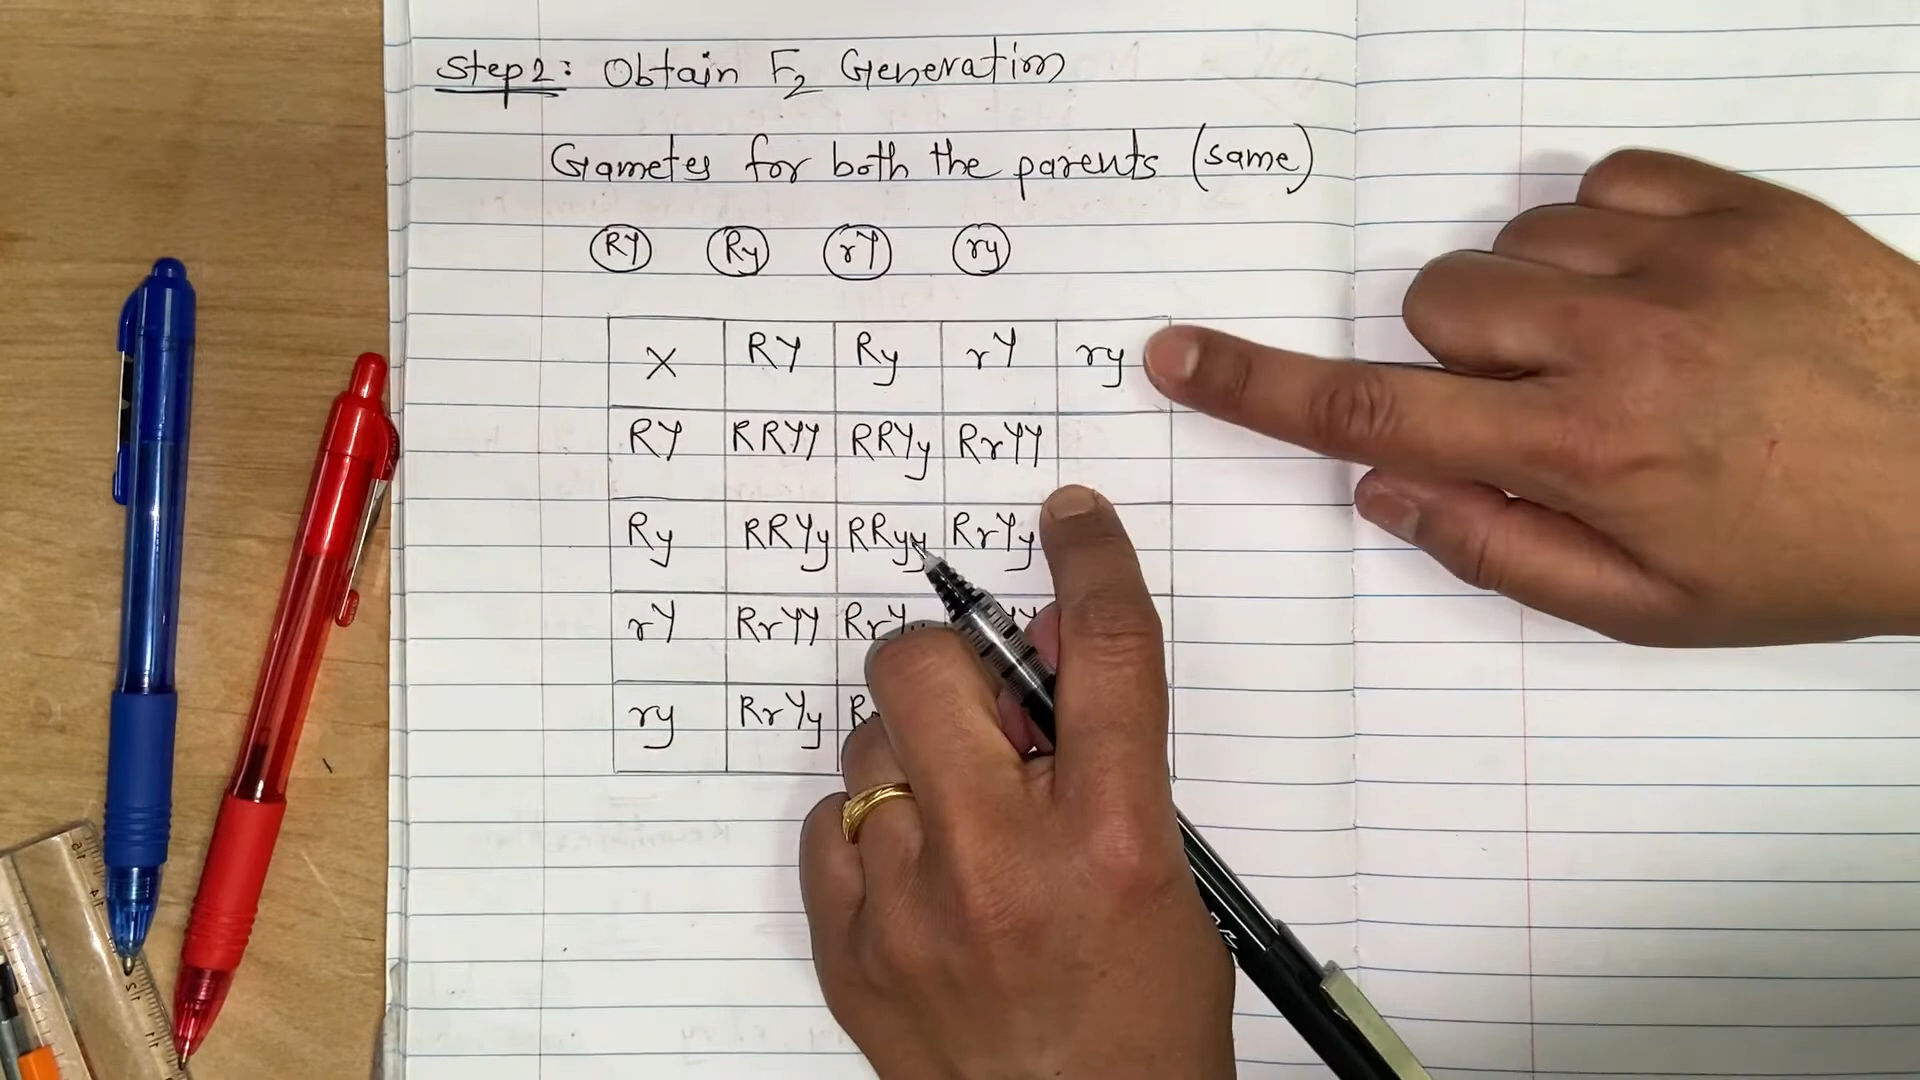 Step 2: Obtain F2 Generation
Gametes for both the parents (same)
RY Ry rY ry
X RY Ry rY ry
RY RRYY RRYy RrYY
Ry RRYy RRyy RrYy
rY RrYY
ry RrYy